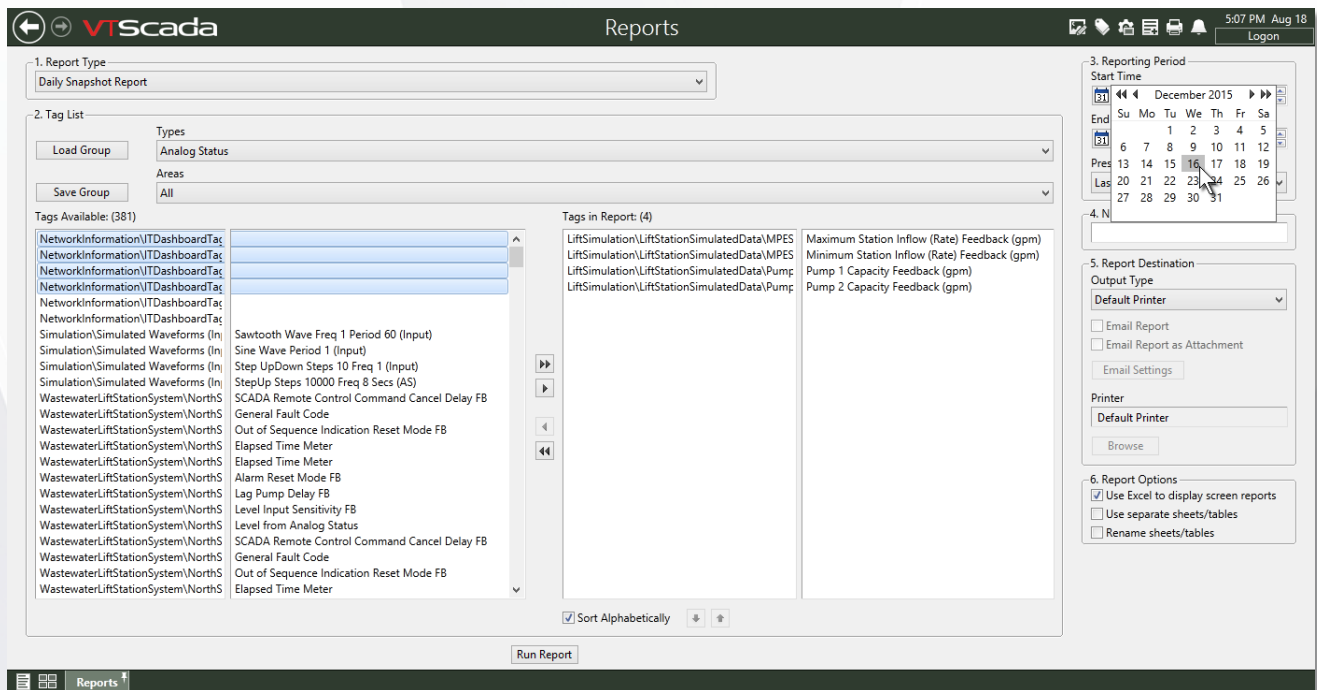 VTScada
Reports
5:07 PM Aug 18
Logon
1. Report Type
Daily Snapshot Report
2. Tag List
Types
Load Group
Analog Status
Areas
Save Group
All
Tags Available: (381)
NetworkInformation\ITDashboardTag
NetworkInformation\ITDashboardTag
NetworkInformation\ITDashboardTag
NetworkInformation\ITDashboardTag
NetworkInformation\ITDashboardTag
NetworkInformation\ITDashboardTag
Simulation\Simulated Waveforms (In Sawtooth Wave Freq 1 Period 60 (Input)
Simulation\Simulated Waveforms (In Sine Wave Period 1 (Input)
Simulation\Simulated Waveforms (In Step UpDown Steps 10 Freq 1 (Input)
Simulation\Simulated Waveforms (In StepUp Steps 10000 Freq 8 Secs (AS)
WastewaterLiftStationSystem\NorthS SCADA Remote Control Command Cancel Delay FB
WastewaterLiftStationSystem\NorthS General Fault Code
WastewaterLiftStationSystem\NorthS Out of Sequence Indication Reset Mode FB
WastewaterLiftStationSystem\NorthS Elapsed Time Meter
WastewaterLiftStationSystem\NorthS Elapsed Time Meter
WastewaterLiftStationSystem\NorthS Alarm Reset Mode FB
WastewaterLiftStationSystem\NorthS Lag Pump Delay FB
WastewaterLiftStationSystem\NorthS Level Input Sensitivity FB
WastewaterLiftStationSystem\NorthS Level from Analog Status
WastewaterLiftStationSystem\NorthS SCADA Remote Control Command Cancel Delay FB
WastewaterLiftStationSystem\NorthS General Fault Code
WastewaterLiftStationSystem\NorthS Out of Sequence Indication Reset Mode FB
WastewaterLiftStationSystem\NorthS Elapsed Time Meter
Tags in Report: (4)
LiftSimulation\LiftStationSimulatedData\MPES Maximum Station Inflow (Rate) Feedback (gpm)
LiftSimulation\LiftStationSimulatedData\MPES Minimum Station Inflow (Rate) Feedback (gpm)
LiftSimulation\LiftStationSimulatedData\Pump Pump 1 Capacity Feedback (gpm)
LiftSimulation\LiftStationSimulatedData\Pump Pump 2 Capacity Feedback (gpm)
Sort Alphabetically
Run Report
3. Reporting Period
Start Time
31
End
31
Pres
Las
December 2015
Su Mo Tu We Th Fr Sa
1 2 3 4 5
6 7 8 9 10 11 12
13 14 15 16 17 18 19
20 21 22 23 24 25 26
27 28 29 30 31
4. N
5. Report Destination
Output Type
Default Printer
Email Report
Email Report as Attachment
Email Settings
Printer
Default Printer
Browse
6. Report Options
Use Excel to display screen reports
Use separate sheets/tables
Rename sheets/tables
Reports